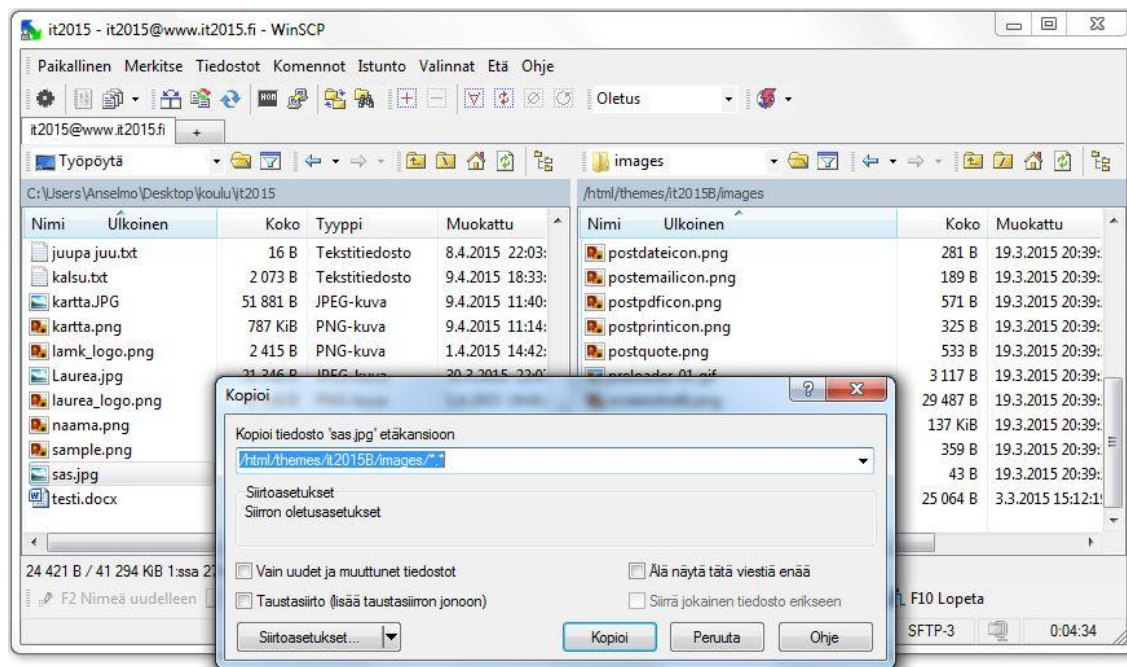 it2015 - it2015@www.it2015.fi - WinSCP
Paikallinen Merkitse Tiedostot Komennot Istunto Valinnat Etä Ohje
Oletus
it2015@www.it2015.fi +
Työpöytä images
C:\Users\Anselmo\Desktop\koulu\it2015 /html/themes/it2015B/images
Nimi Ulkoinen Koko Tyyppi Muokattu Nimi Ulkoinen Koko Muokattu
juupa juu.txt 16 B Tekstitiedosto 8.4.2015 22:03: postdateicon.png 281 B 19.3.2015 20:39:
kalsu.txt 2 073 B Tekstitiedosto 9.4.2015 18:33: postemailicon.png 189 B 19.3.2015 20:39:
kartta.JPG 51 881 B JPEG-kuva 9.4.2015 11:40: postpdficon.png 571 B 19.3.2015 20:39:
kartta.png 787 KiB PNG-kuva 9.4.2015 11:14: postprinticon.png 325 B 19.3.2015 20:39:
lamk_logo.png 2 415 B PNG-kuva 1.4.2015 14:42: postquote.png 533 B 19.3.2015 20:39:
Laurea.jpg 21 346 B JPEG-kuva preloader-01.gif 3 117 B 19.3.2015 20:39:
laurea_logo.png 29 487 B 19.3.2015 20:39:
naama.png 137 KiB 19.3.2015 20:39:
sample.png 359 B 19.3.2015 20:39:
sas.jpg 43 B 19.3.2015 20:39:
testi.docx 25 064 B 3.3.2015 15:12:1
Kopioi
Kopioi tiedosto 'sas.jpg' etäkansioon
/html/themes/it2015B/images/*.*
Siirtoasetukset
Siirron oletusasetukset
Vain uudet ja muuttunet tiedostot Älä näytä tätä viestiä enää
Taustasiirto (lisää taustasiirron jonoon) Siirrä jokainen tiedosto erikseen
Siirtoasetukset... Kopioi Peruuta Ohje
24 421 B / 41 294 KiB 1:ssa
F2 Nimeä uudelleen F10 Lopeta
SFTP-3 0:04:34